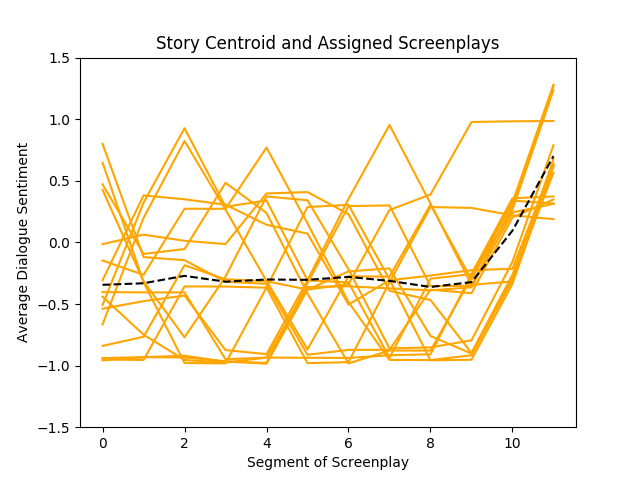 Story Centroid and Assigned Screenplays
1.5
1.0
0.5
0.0
−0.5
−1.0
−1.5
Average Dialogue Sentiment
0 2 4 6 8 10
Segment of Screenplay